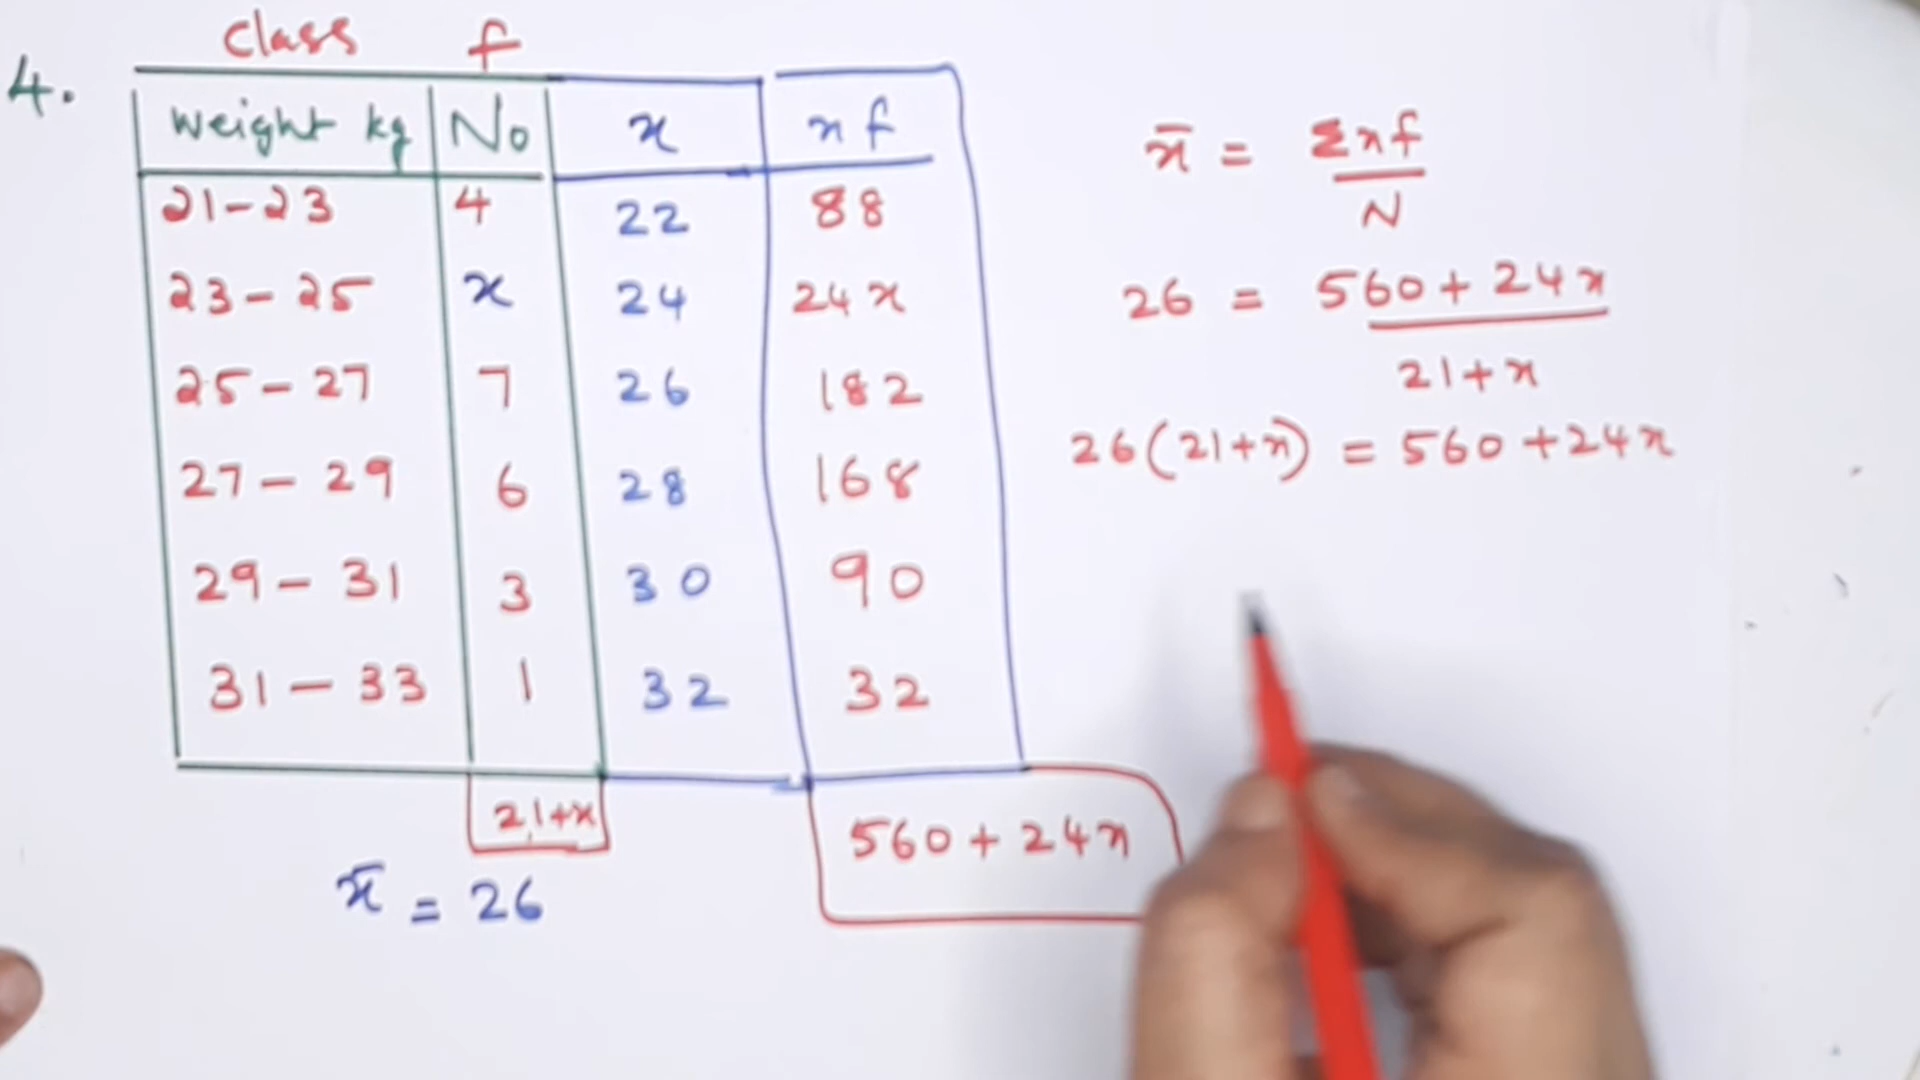 4.
Class f
weight kg No x xf
21-23 4 22 88
23-25 x 24 24x
25-27 7 26 182
27-29 6 28 168
29-31 3 30 90
31-33 1 32 32
21+x 560+24x
x̄ = 26
x̄ = Σxf / N
26 = 560+24x / 21+x
26(21+x) = 560+24x